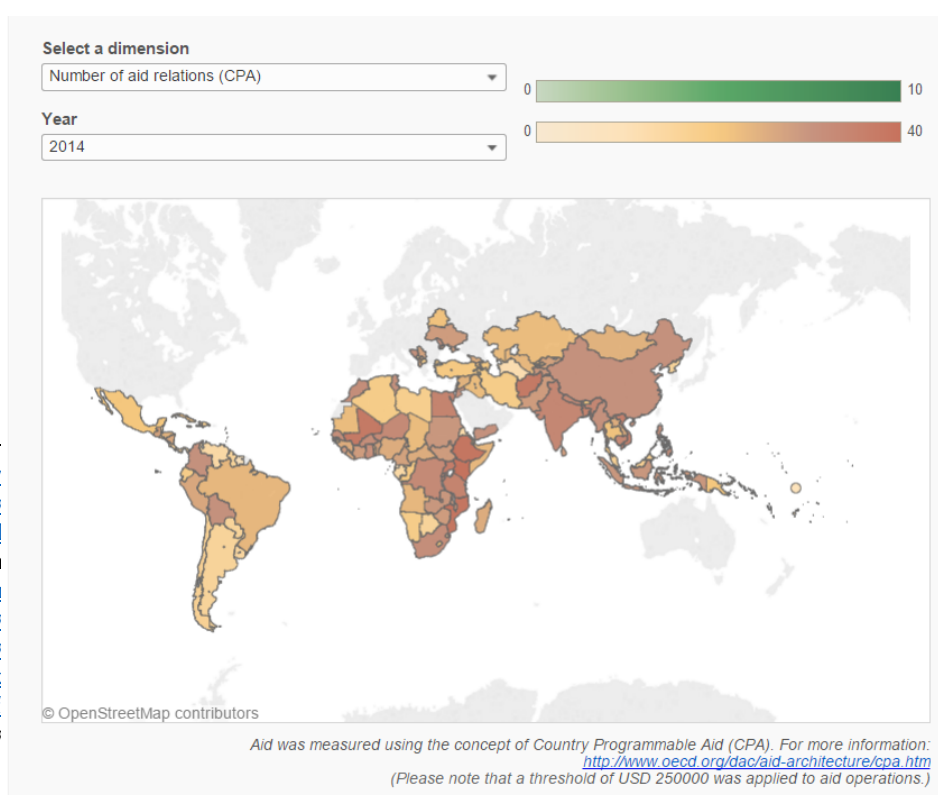 Select a dimension
Number of aid relations (CPA)
0 10
Year
0 40
2014
© OpenStreetMap contributors
Aid was measured using the concept of Country Programmable Aid (CPA). For more information:
http://www.oecd.org/dac/aid-architecture/cpa.htm
(Please note that a threshold of USD 250000 was applied to aid operations.)